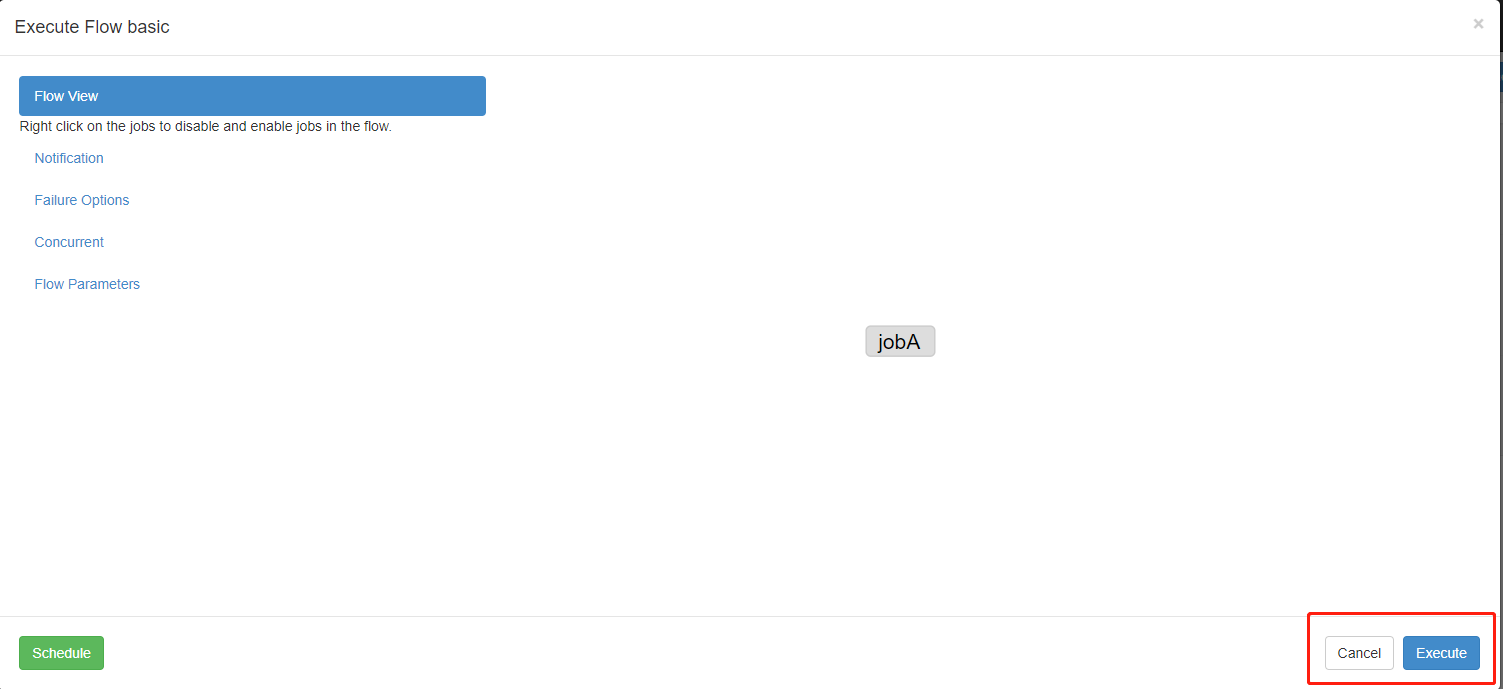 Execute Flow basic
×
Flow View
Right click on the jobs to disable and enable jobs in the flow.
Notification
Failure Options
Concurrent
Flow Parameters
jobA
Schedule
Cancel
Execute